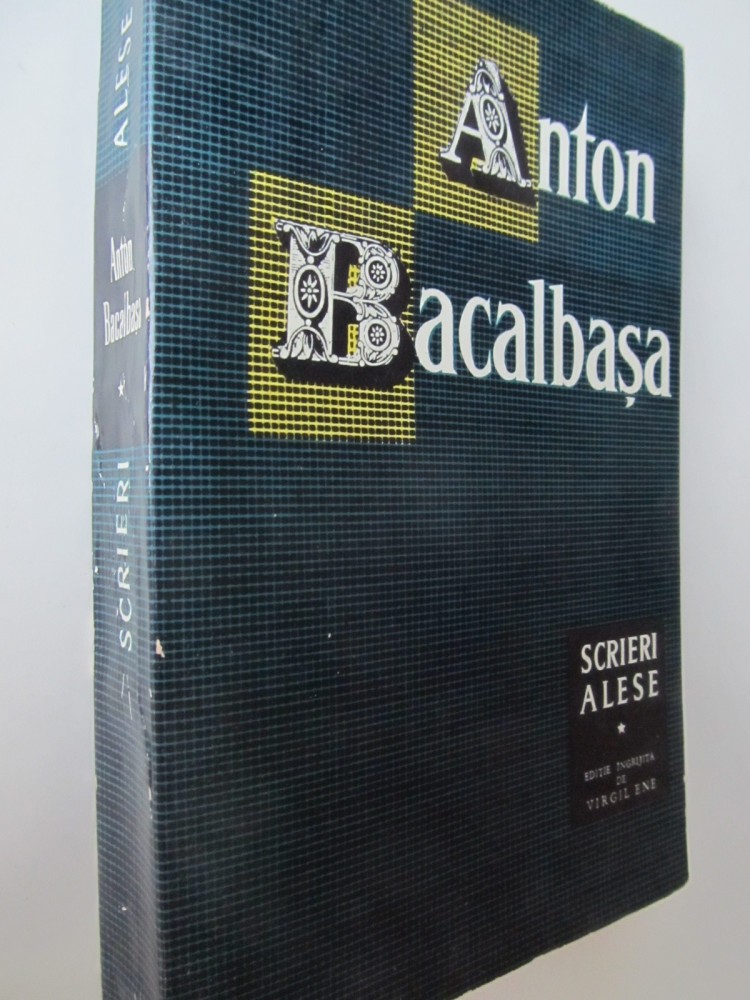 Anton
Bacalbașa
SCRIERI
ALESE
*
EDIȚIE ÎNGRIJITĂ
DE
VIRGIL ENE
SCRIERI
*
Anton
Bacalbașa
ALESE